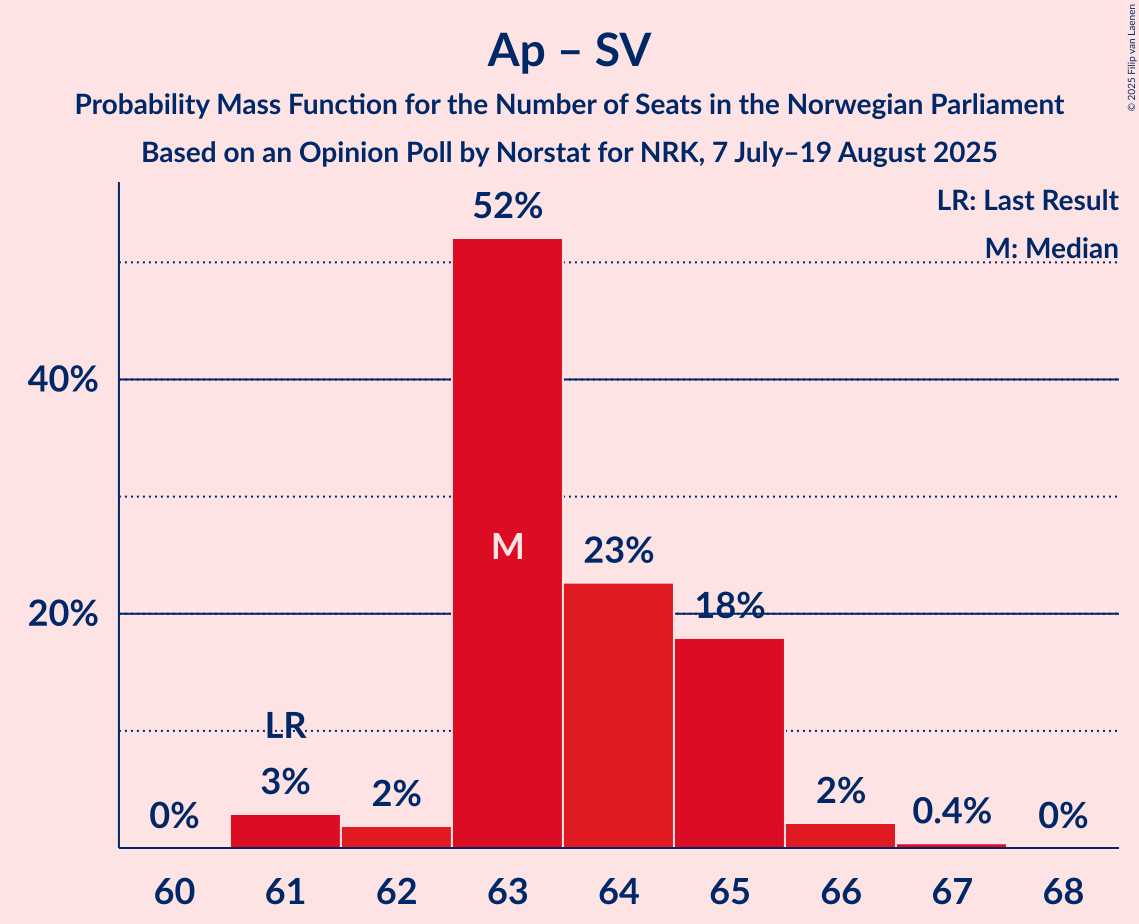 Ap – SV
Probability Mass Function for the Number of Seats in the Norwegian Parliament
Based on an Opinion Poll by Norstat for NRK, 7 July–19 August 2025
© 2025 Filip van Laenen
LR: Last Result
M: Median
52%
40%
M
23%
20%
18%
LR
3%
2%
2%
0%
0.4%
0%
60 61 62 63 64 65 66 67 68